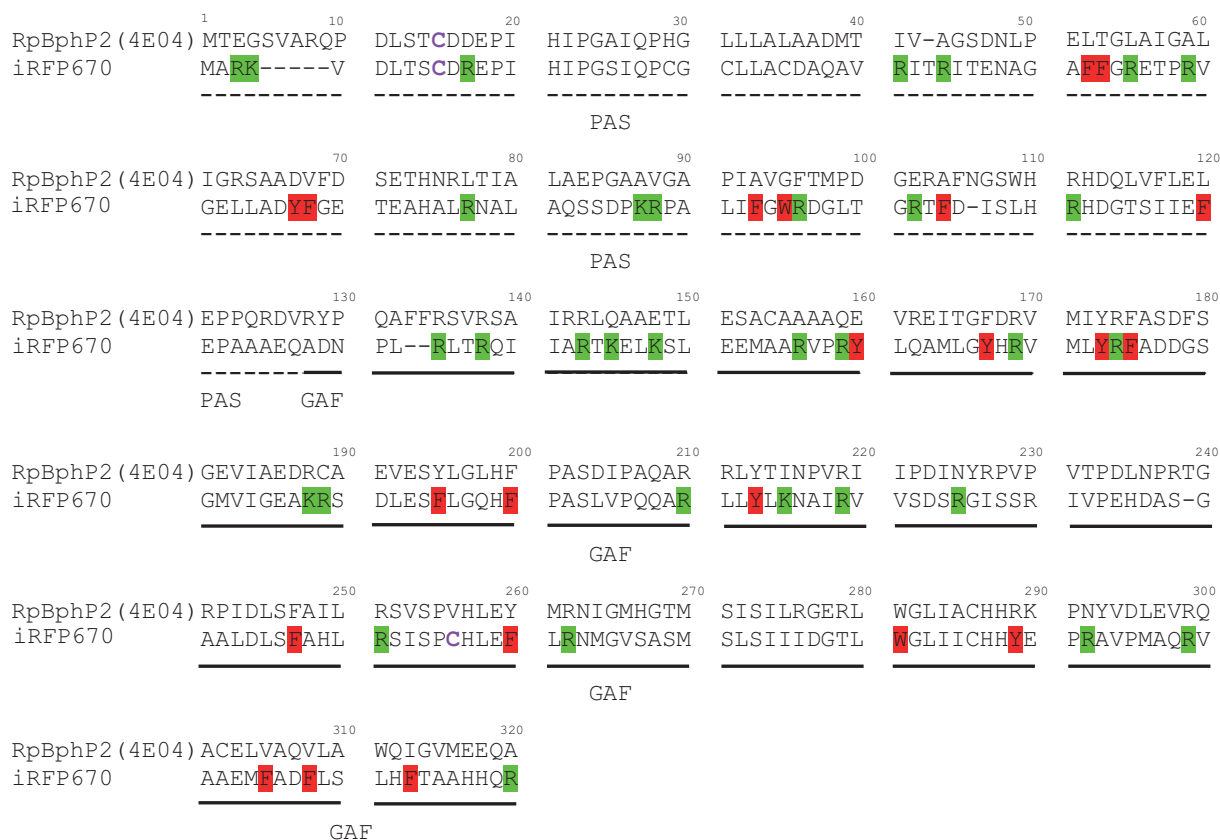 1 10 20 30 40 50 60
RpBphP2(4E04) MTEGSVARQP DLSTCDDEPI HIPGAIQPHG LLLALAADMT IV-AGSDNLP ELTGLAIGAL
iRFP670 MARK-----V DLTSCDREPI HIPGSIQPCG CLLACDAQAV RITRITENAG AFFGRETPRV
PAS
70 80 90 100 110 120
RpBphP2(4E04) IGRSAADVFD SETHNRLTIA LAEPGAAVGA PIAVGFTMPD GERAFNGSWH RHDQLVFLEL
iRFP670 GELLADYFGE TEAHALRNAL AQSSDPKRPA LIFGWRDGLT GRTFD-ISLH RHDGTSIIEF
PAS
130 140 150 160 170 180
RpBphP2(4E04) EPPQRDVRYP QAFFRSVRSA IRRLQAAETL ESACAAAAQE VREITGFDRV MIYRFASDFS
iRFP670 EPAAAEQADN PL--RLTRQI IARTKELKSL EEMAARVPRY LQAMLGYHRV MLYRFADDGS
PAS GAF
190 200 210 220 230 240
RpBphP2(4E04) GEVIAEDRCA EVESYLGLHF PASDIPAQAR RLYTINPVRI IPDINYRPVP VTPDLNPRTG
iRFP670 GMVIGEAKRS DLESFLGQHF PASLVPQQAR LLYLKNAIRV VSDSRGISSR IVPEHDAS-G
GAF
250 260 270 280 290 300
RpBphP2(4E04) RPIDLSFAIL RSVSPVHLEY MRNIGMHGTM SISILRGERL WGLIACHHRK PNYVDLEVRQ
iRFP670 AALDLSFAHL RSISPCHLEF LRNMGVSASM SLSIIIDGTL WGLIICHHYE PRAVPMAQRV
GAF
310 320
RpBphP2(4E04) ACELVAQVLA WQIGVMEEQA
iRFP670 AAEMFADFLS LHFTAAHHQR
GAF